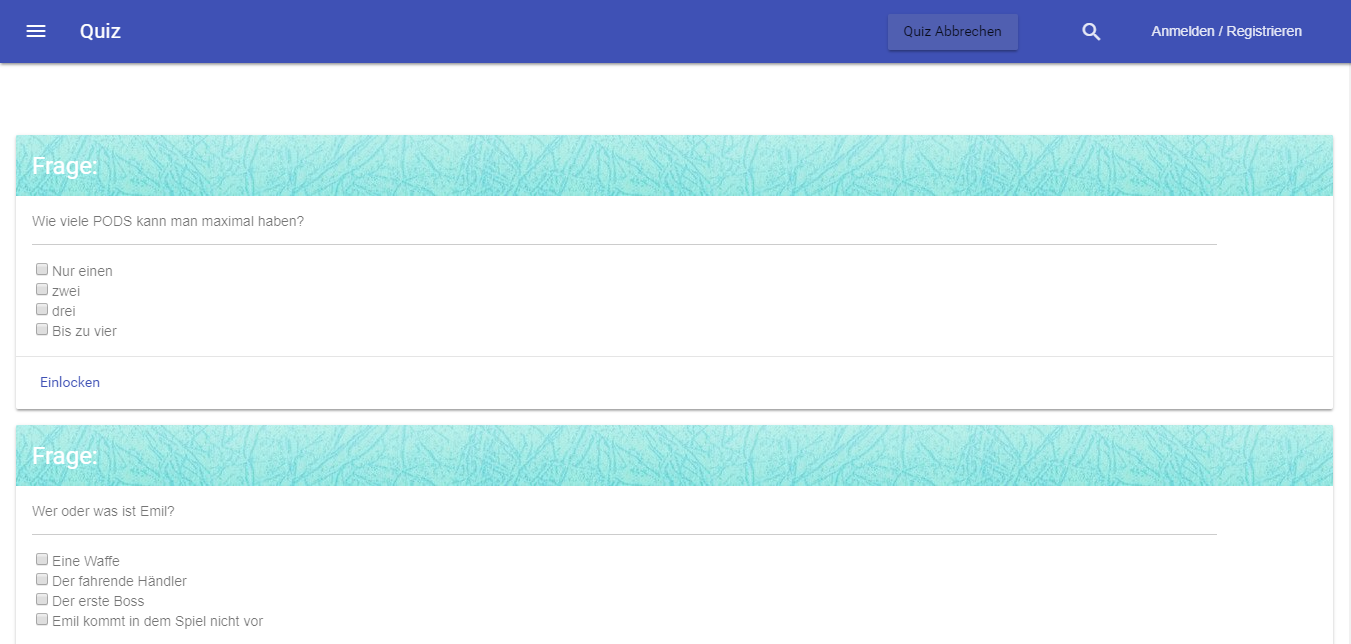 Quiz
Quiz Abbrechen
Anmelden / Registrieren
Frage:
Wie viele PODS kann man maximal haben?
Nur einen
zwei
drei
Bis zu vier
Einlocken
Frage:
Wer oder was ist Emil?
Eine Waffe
Der fahrende Händler
Der erste Boss
Emil kommt in dem Spiel nicht vor